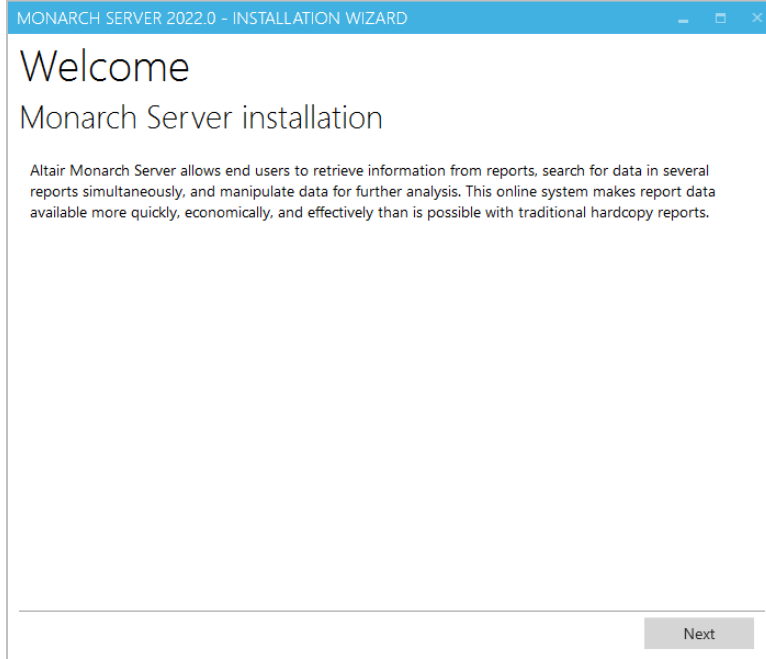 MONARCH SERVER 2022.0 - INSTALLATION WIZARD
Welcome
Monarch Server installation
Altair Monarch Server allows end users to retrieve information from reports, search for data in several
reports simultaneously, and manipulate data for further analysis. This online system makes report data
available more quickly, economically, and effectively than is possible with traditional hardcopy reports.
Next